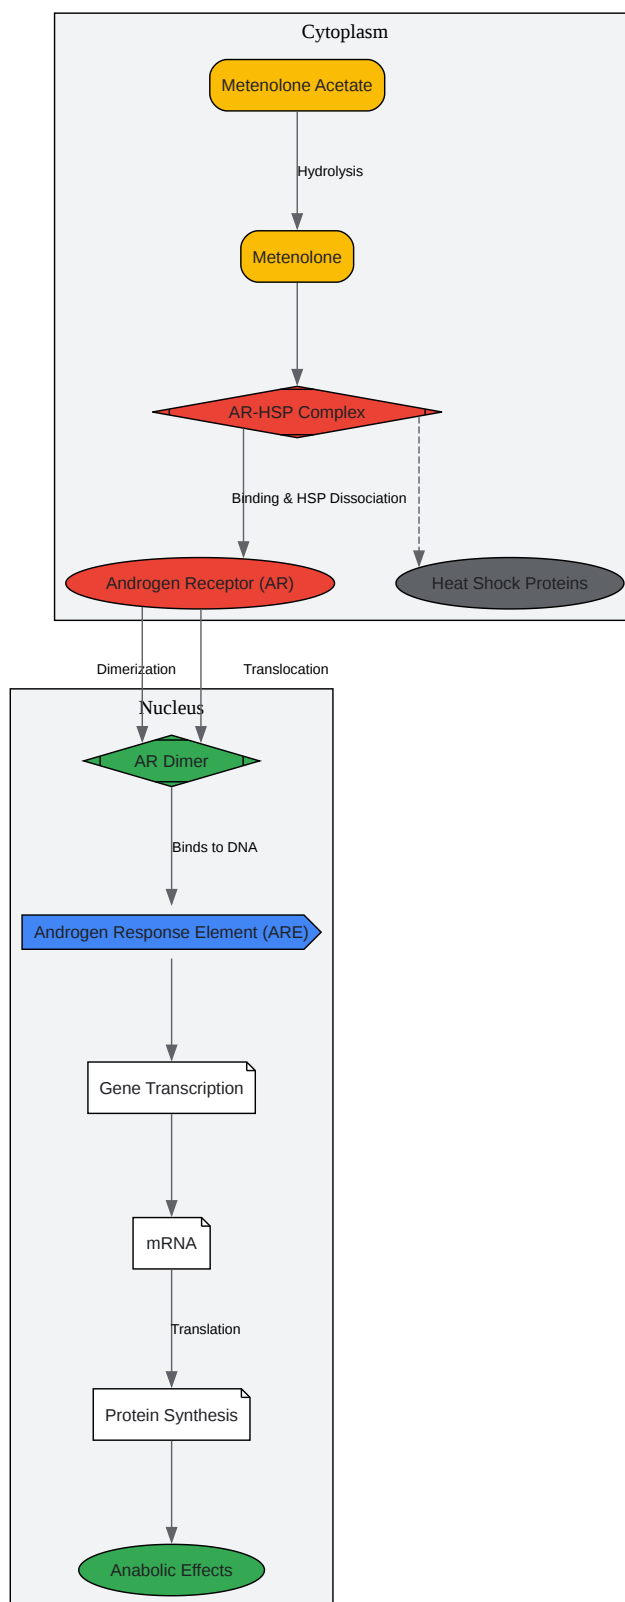 Cytoplasm
Metenolone Acetate
Hydrolysis
Metenolone
AR-HSP Complex
Binding & HSP Dissociation
Androgen Receptor (AR)
Heat Shock Proteins
Dimerization
Translocation
Nucleus
AR Dimer
Binds to DNA
Androgen Response Element (ARE)
Gene Transcription
mRNA
Translation
Protein Synthesis
Anabolic Effects